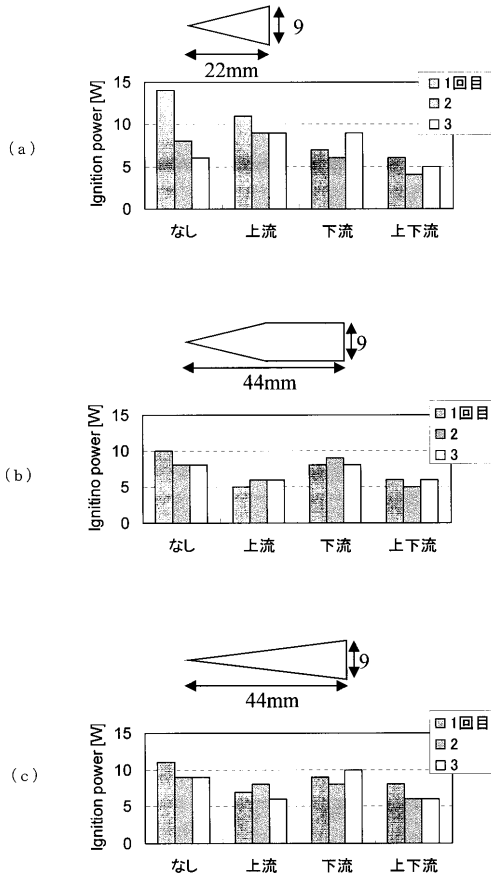 9
22mm
(a)
Ignition power [W]
15
10
5
0
1回目
2
3
なし 上流 下流 上下流
9
44mm
(b)
Ignitino power [W]
15
10
5
0
1回目
2
3
なし 上流 下流 上下流
9
44mm
(c)
Ignition power [W]
15
10
5
0
1回目
2
3
なし 上流 下流 上下流